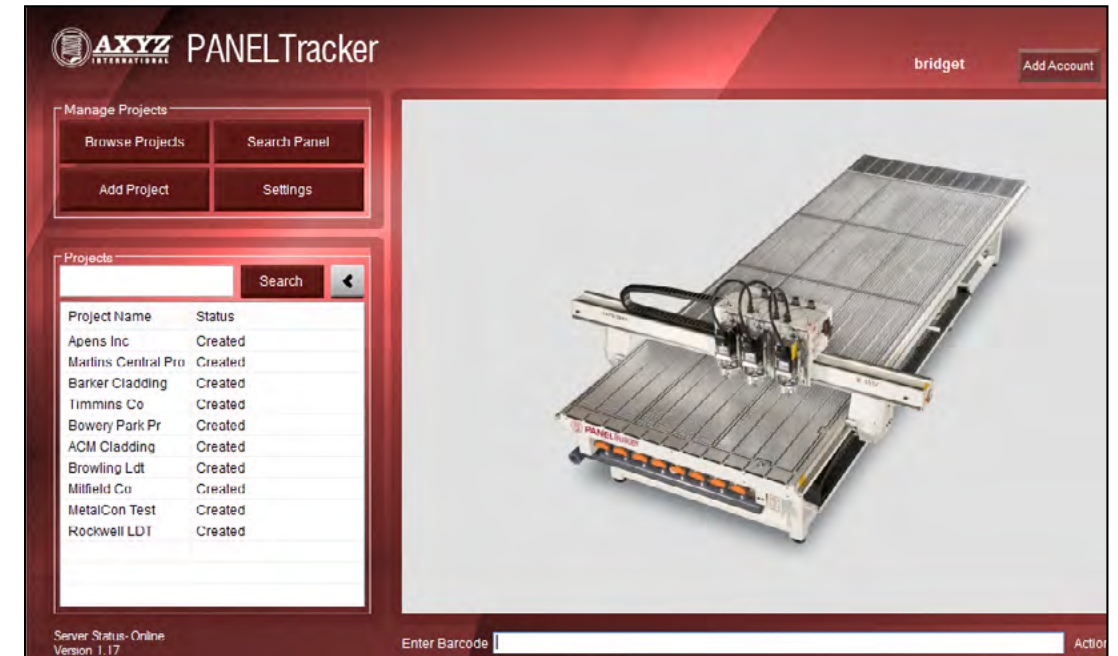 AXYZ INTERNATIONAL PANELTracker
bridget
Add Account
Manage Projects
Browse Projects
Search Panel
Add Project
Settings
Projects
Search
Project Name Status
Apens Inc Created
Martins Central Pro Created
Barker Cladding Created
Timmins Co Created
Bowery Park Pr Created
ACM Cladding Created
Browling Ldt Created
Milfield Co Created
MetalCon Test Created
Rockwell LDT Created
PANELBuilder
Server Status- Online
Version 1.17
Enter Barcode
Action